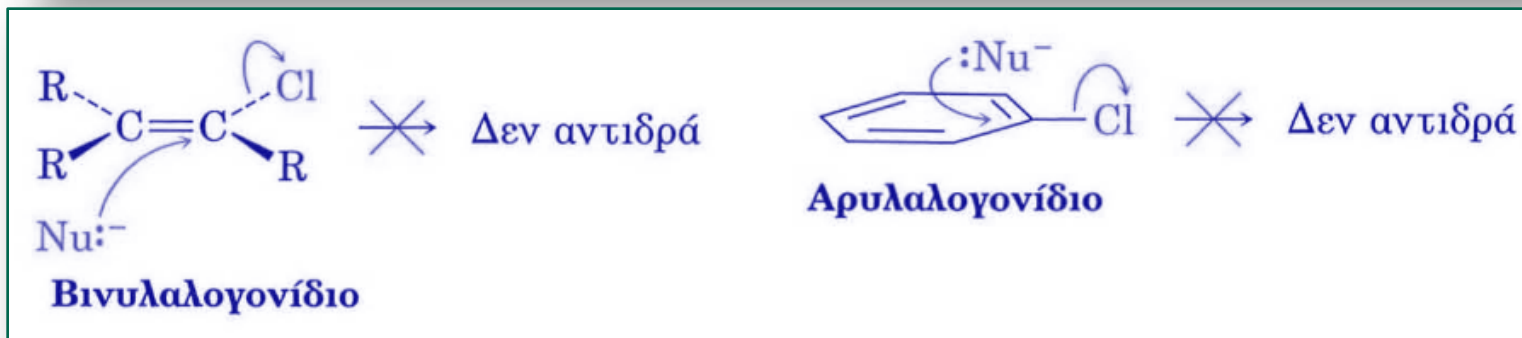 R
Cl
C=C
R
R
Nu:⁻
Δεν αντιδρά
Βινυλαλογονίδιο
:Nu⁻
Cl
Δεν αντιδρά
Αρυλαλογονίδιο